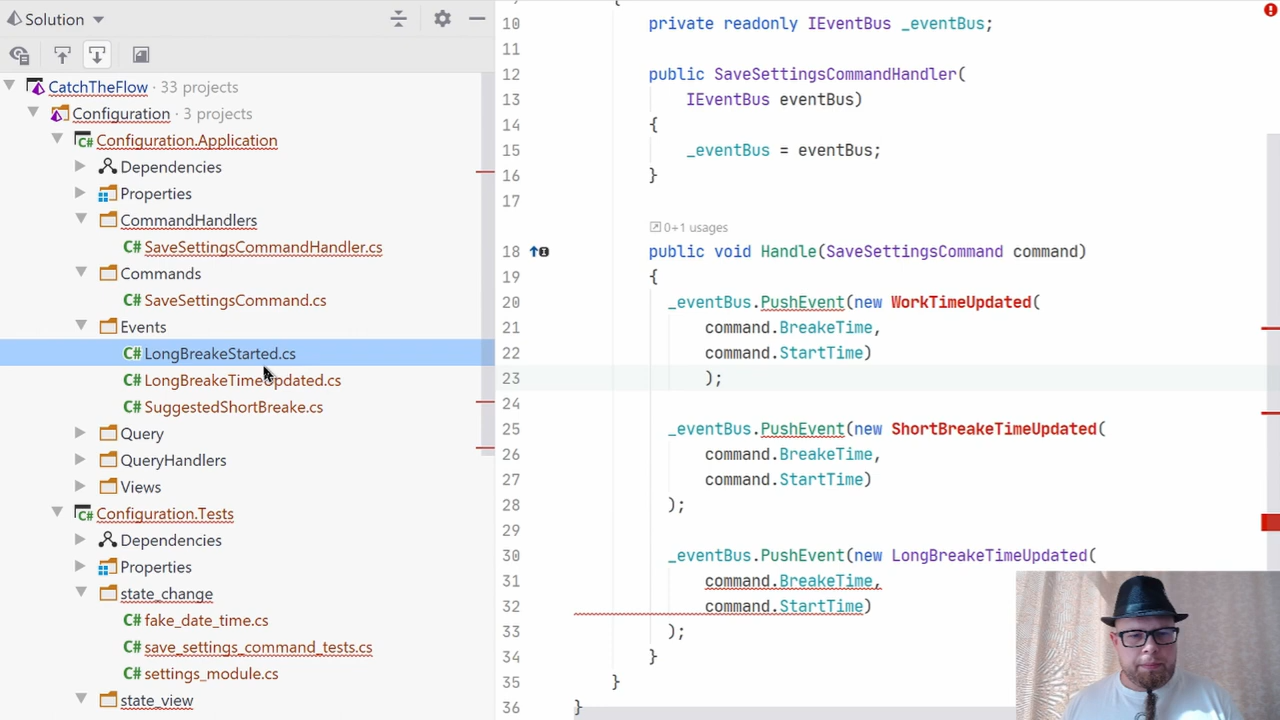 Solution
CatchTheFlow · 33 projects
Configuration · 3 projects
C# Configuration.Application
Dependencies
Properties
CommandHandlers
C# SaveSettingsCommandHandler.cs
Commands
C# SaveSettingsCommand.cs
Events
C# LongBreakeStarted.cs
C# LongBreakeTimeUpdated.cs
C# SuggestedShortBreake.cs
Query
QueryHandlers
Views
C# Configuration.Tests
Dependencies
Properties
state_change
C# fake_date_time.cs
C# save_settings_command_tests.cs
C# settings_module.cs
state_view
10 private readonly IEventBus _eventBus;
11
12 public SaveSettingsCommandHandler(
13 IEventBus eventBus)
14 {
15 _eventBus = eventBus;
16 }
17
0+1 usages
18 public void Handle(SaveSettingsCommand command)
19 {
20 _eventBus.PushEvent(new WorkTimeUpdated(
21 command.BreakeTime,
22 command.StartTime)
23 );
24
25 _eventBus.PushEvent(new ShortBreakeTimeUpdated(
26 command.BreakeTime,
27 command.StartTime)
28 );
29
30 _eventBus.PushEvent(new LongBreakeTimeUpdated(
31 command.BreakeTime,
32 command.StartTime)
33 );
34 }
35 }
36 }